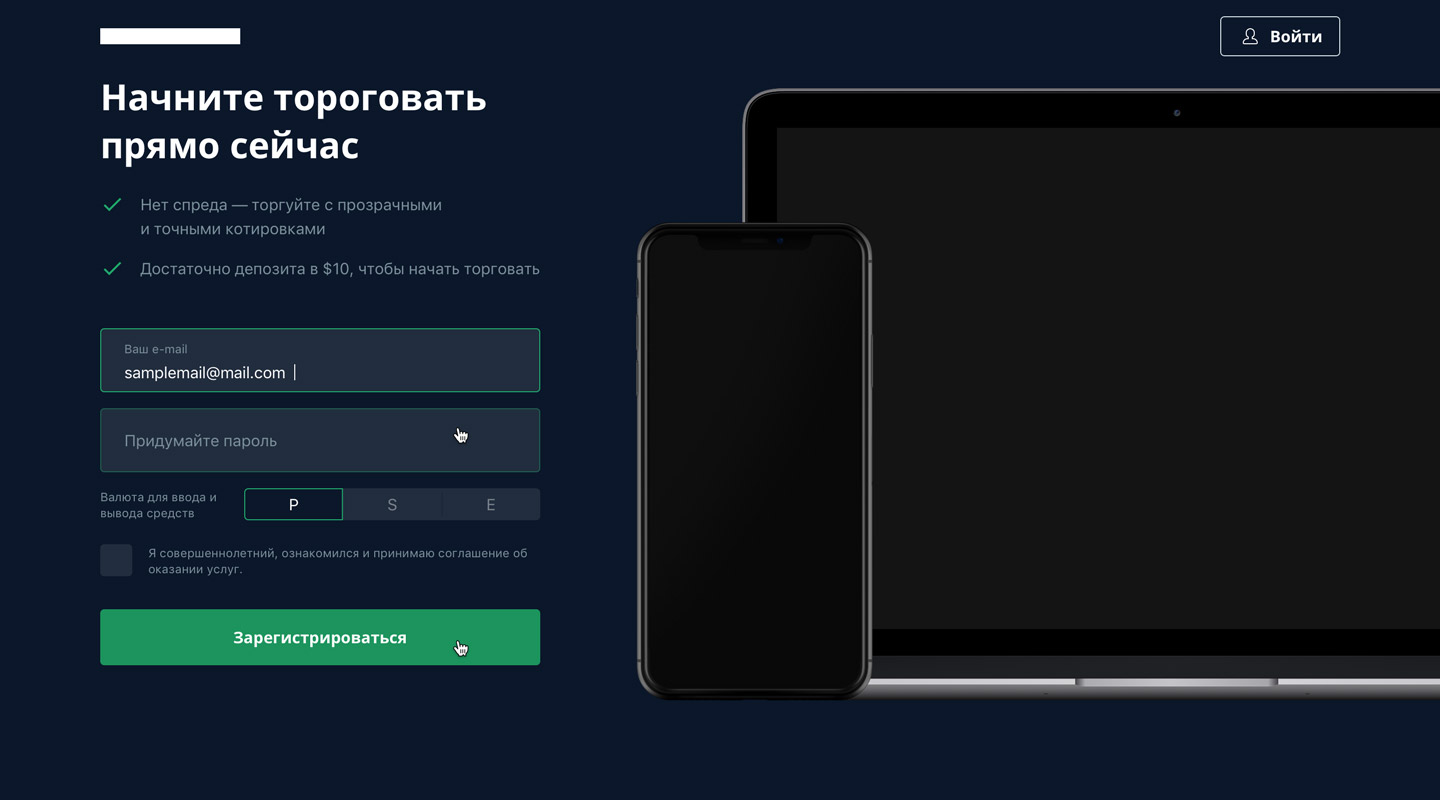 Войти
Начните тороговать
прямо сейчас
Нет спреда — торгуйте с прозрачными
и точными котировками
Достаточно депозита в $10, чтобы начать торговать
Ваш e-mail
samplemail@mail.com
Придумайте пароль
Валюта для ввода и
вывода средств
P S E
Я совершеннолетний, ознакомился и принимаю соглашение об
оказании услуг.
Зарегистрироваться